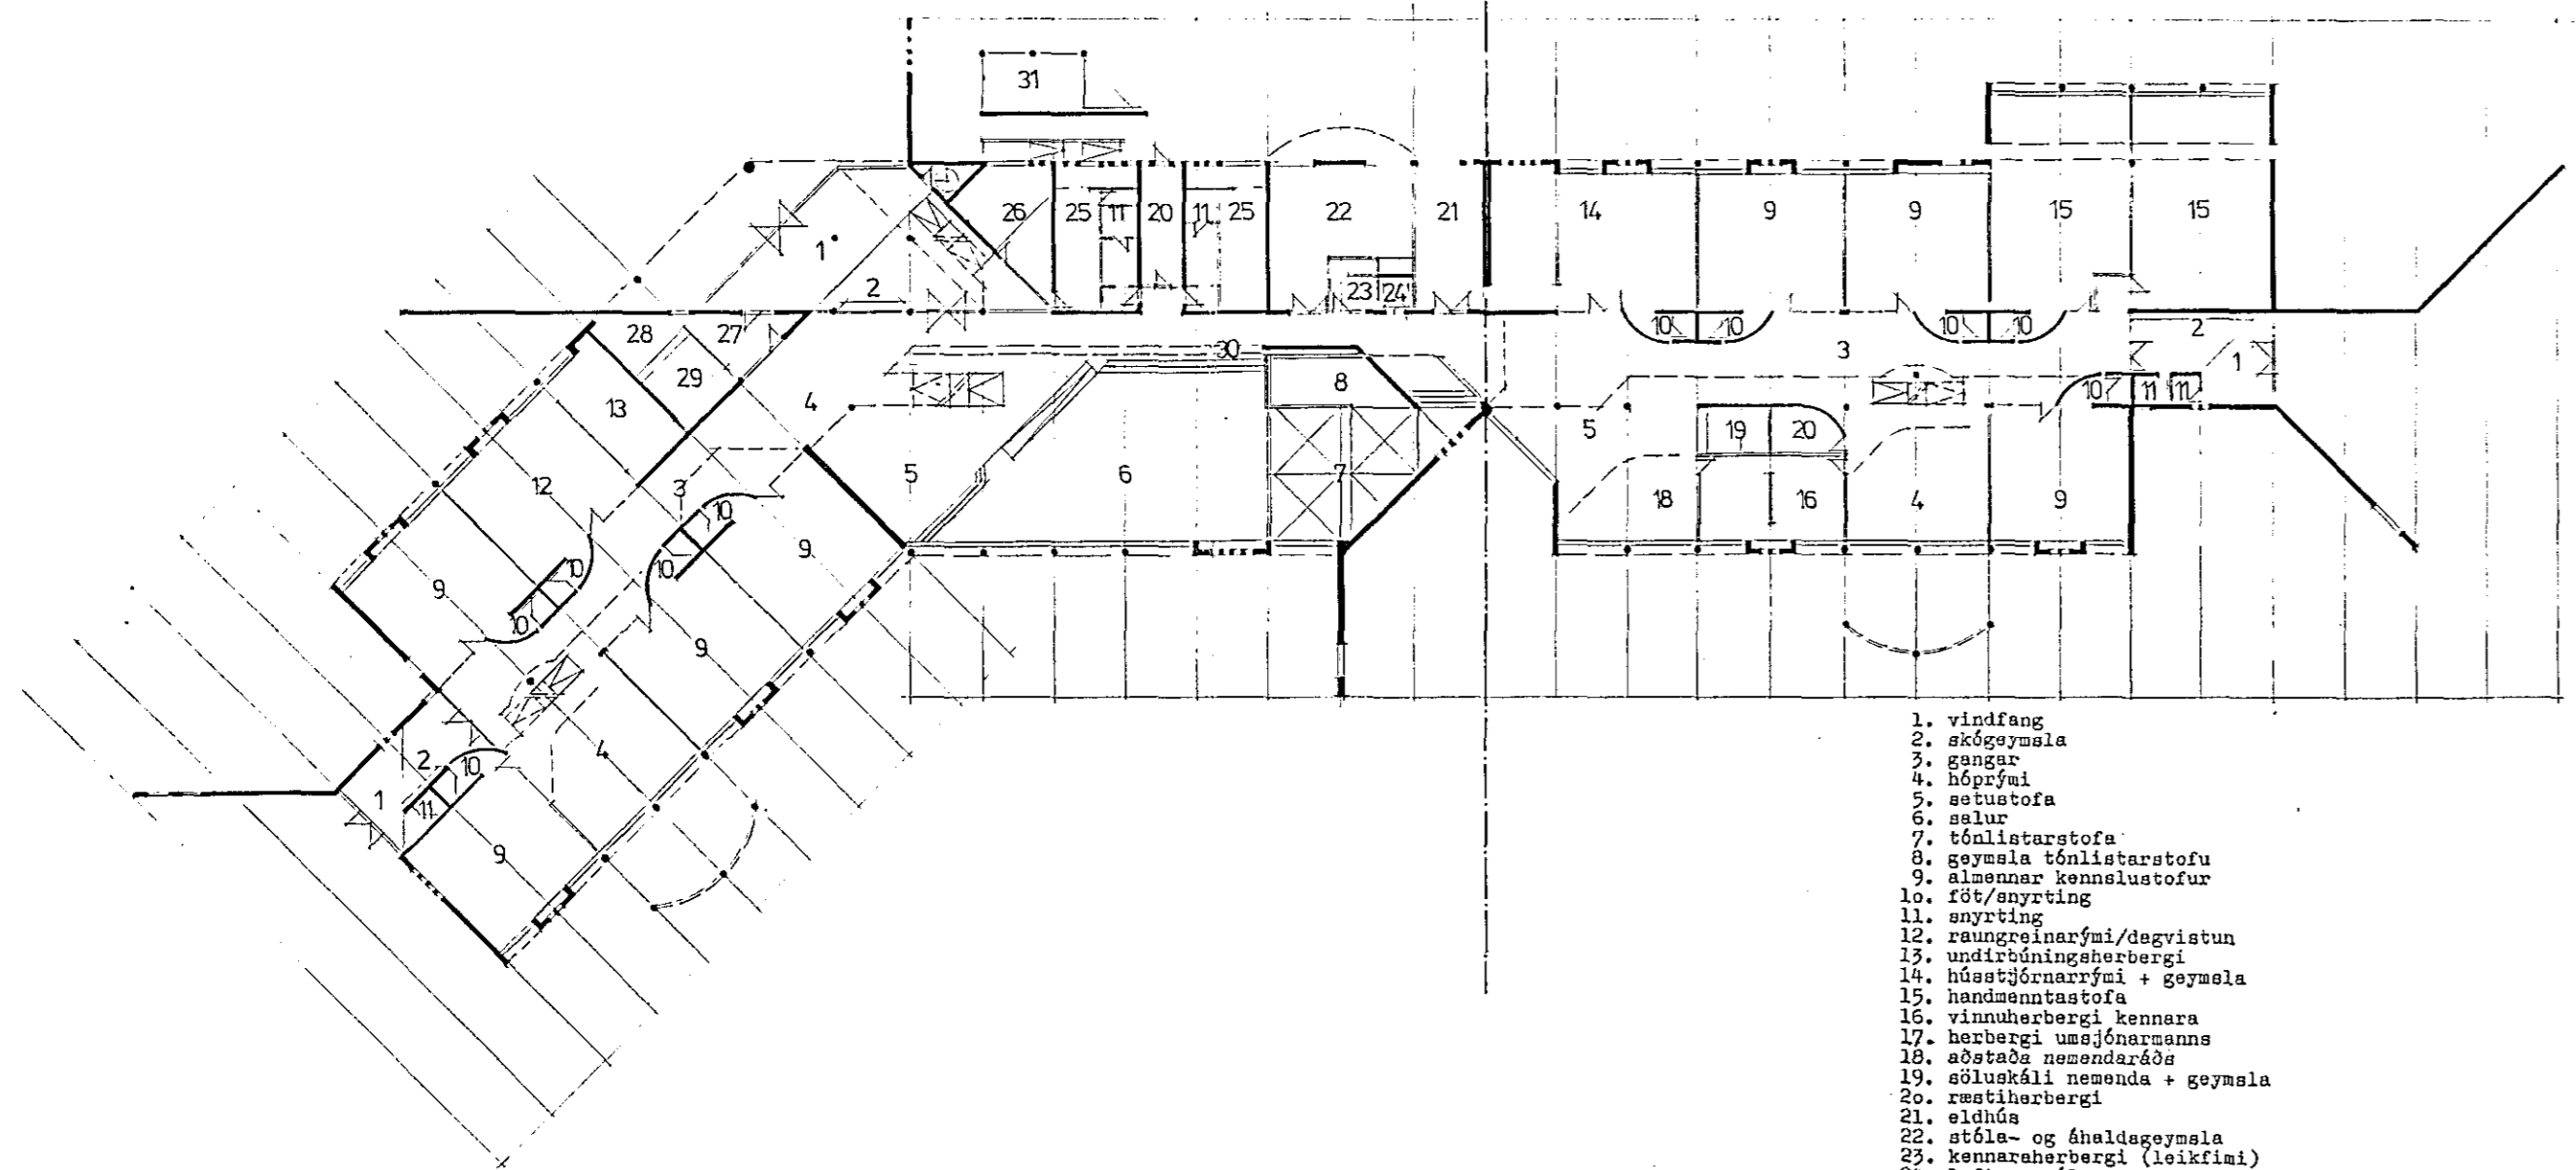 31
26 25 11 20 11 25 22 21 14 9 9 15 15
1
2 23 24
28 27 10 10 10 10 2
30 3 1
29 8
13 4 10 11 11
5 19 20
12 3 5 6 7 18 16 4 9
10
9
10 10
9
10
9
2 10 4
1 11
9
1. vindfang
2. skógeymsla
3. gangar
4. hóprými
5. setustofa
6. salur
7. tónlistarstofa
8. geymsla tónlistarstofu
9. almennar kennslustofur
1o. föt/snyrting
11. snyrting
12. raungreinarými/dagvistun
13. undirbúningsherbergi
14. hússtjórnarrými + geymsla
15. handmenntastofa
16. vinnuherbergi kennara
17. herbergi umsjónarmanns
18. aðstaða nemendaráðs
19. söluskáli nemenda + geymsla
2o. ræstiherbergi
21. eldhús
22. stóla- og áhaldageymsla
23. kennaraherbergi (leikfimi)